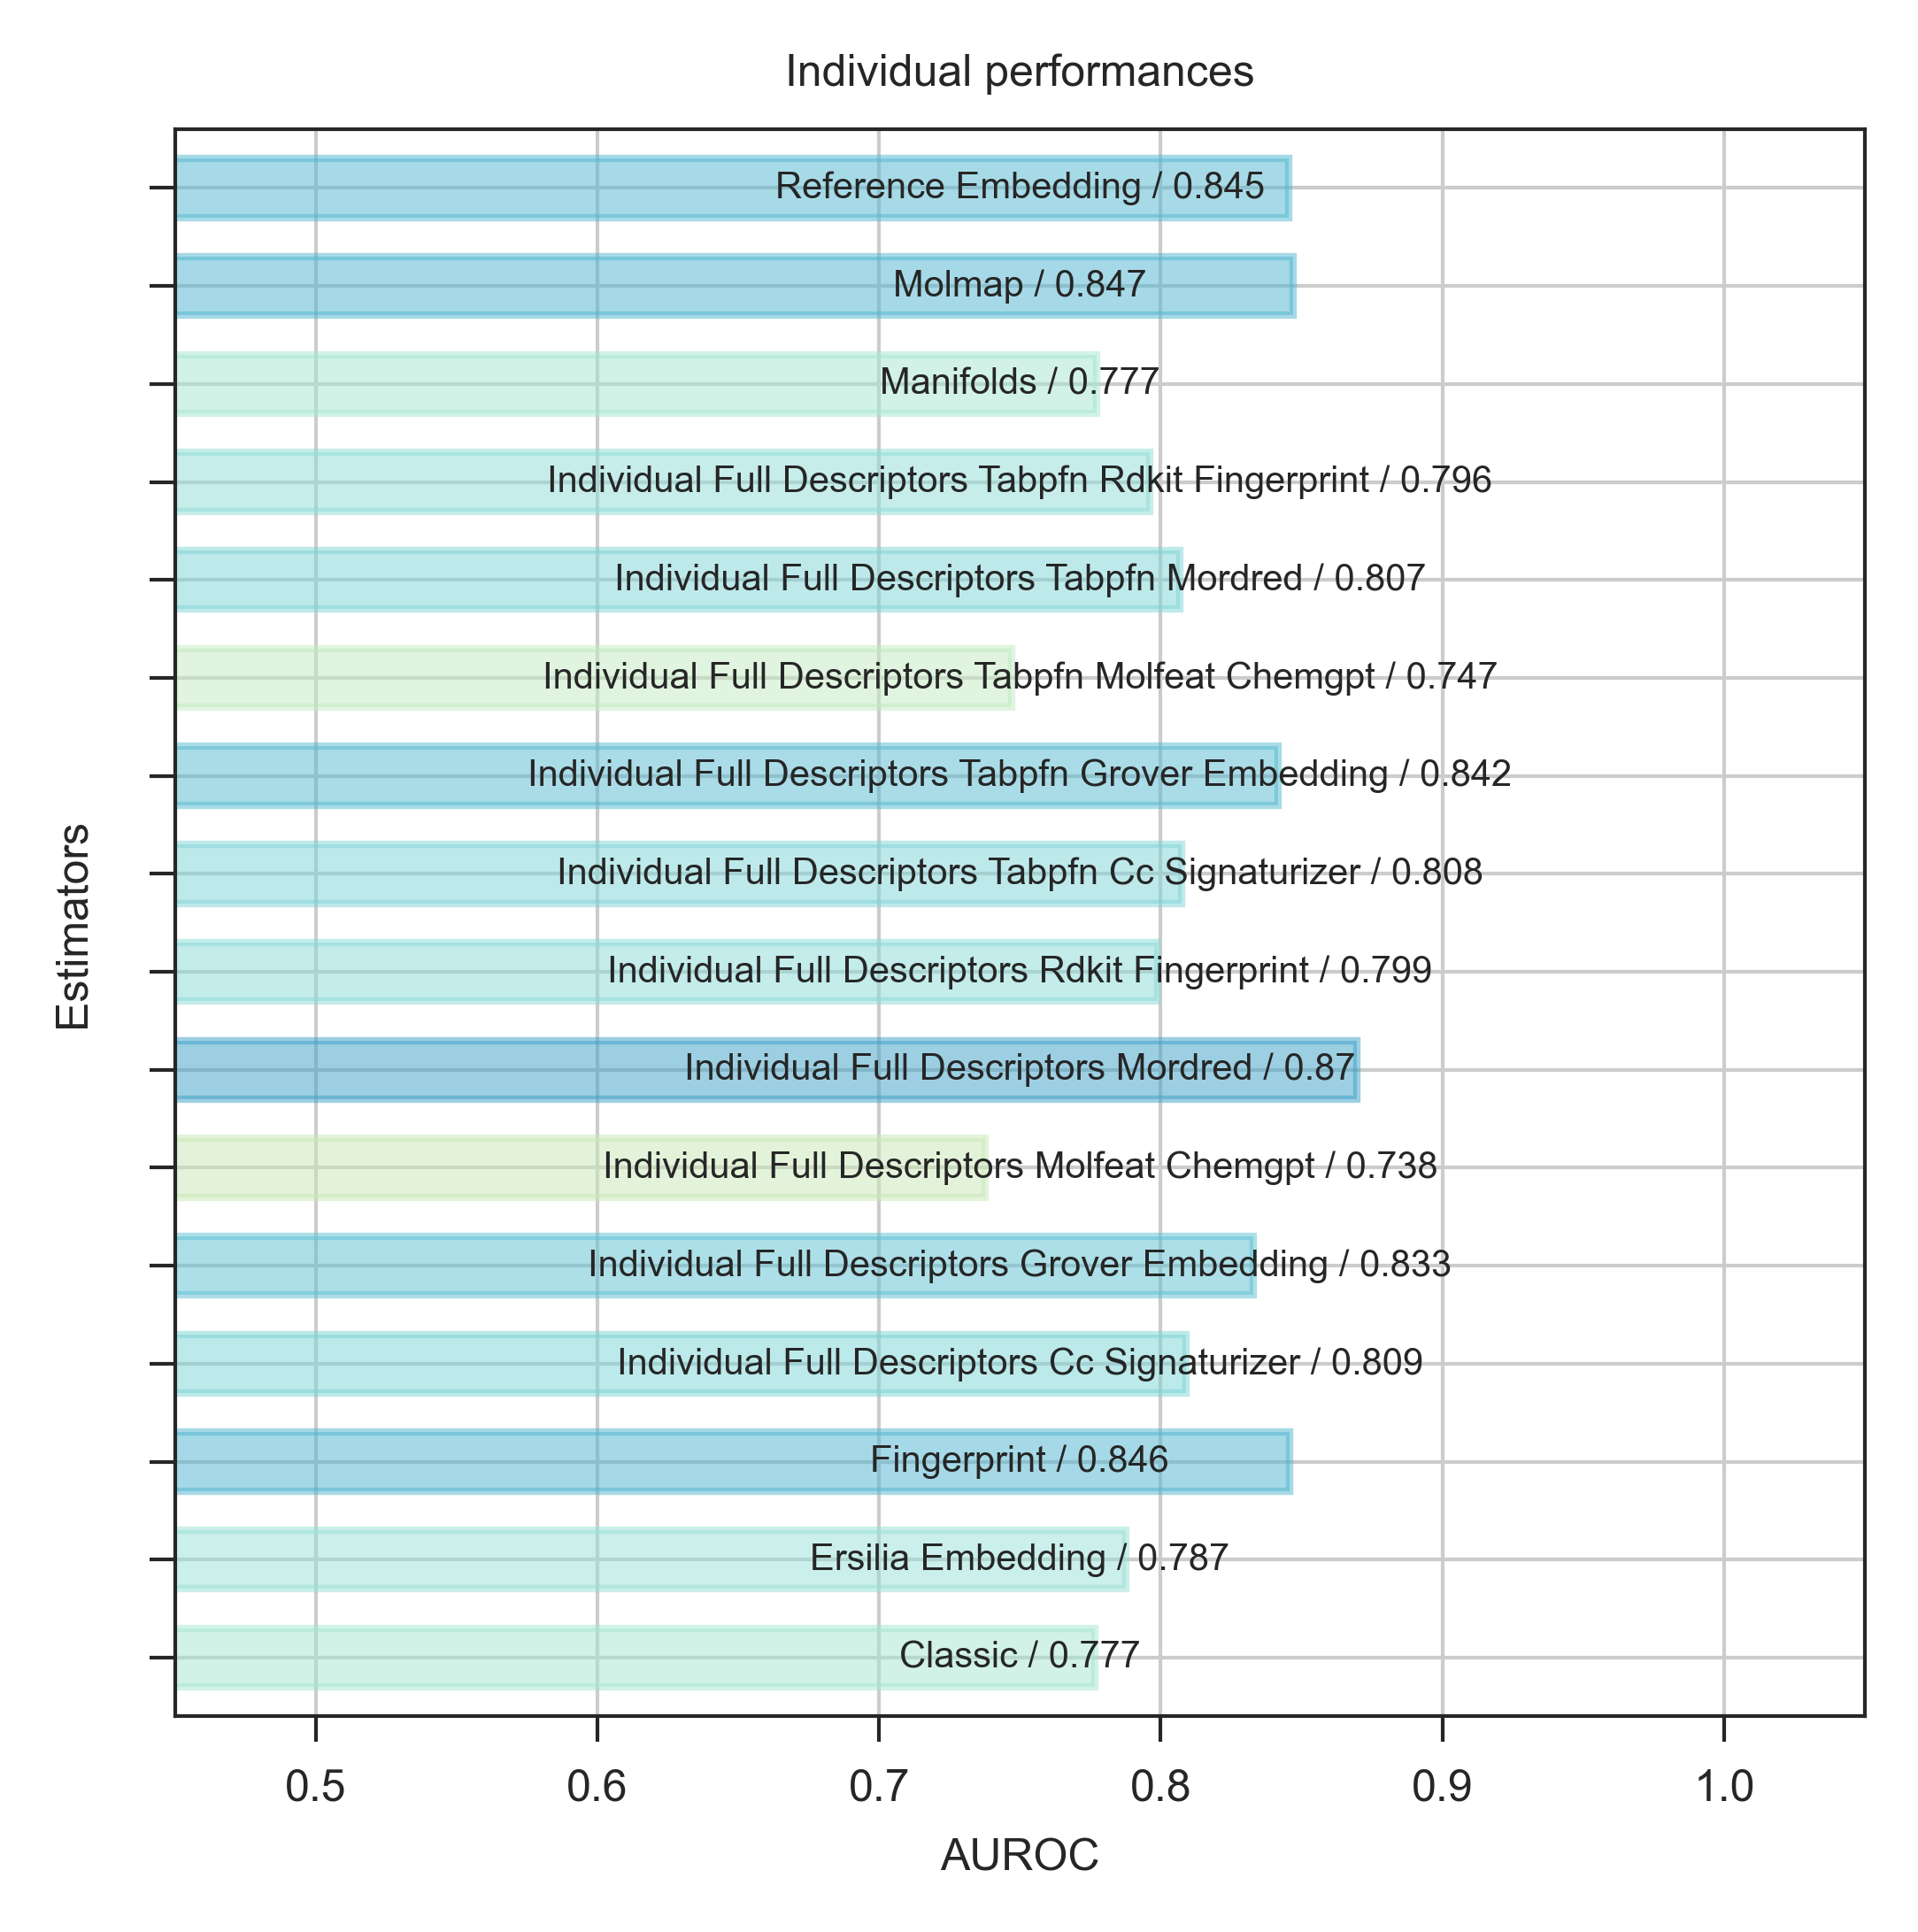 Individual performances
Reference Embedding / 0.845
Molmap / 0.847
Manifolds / 0.777
Individual Full Descriptors Tabpfn Rdkit Fingerprint / 0.796
Individual Full Descriptors Tabpfn Mordred / 0.807
Individual Full Descriptors Tabpfn Molfeat Chemgpt / 0.747
Individual Full Descriptors Tabpfn Grover Embedding / 0.842
Individual Full Descriptors Tabpfn Cc Signaturizer / 0.808
Individual Full Descriptors Rdkit Fingerprint / 0.799
Individual Full Descriptors Mordred / 0.87
Individual Full Descriptors Molfeat Chemgpt / 0.738
Individual Full Descriptors Grover Embedding / 0.833
Individual Full Descriptors Cc Signaturizer / 0.809
Fingerprint / 0.846
Ersilia Embedding / 0.787
Classic / 0.777
Estimators
0.5 0.6 0.7 0.8 0.9 1.0
AUROC